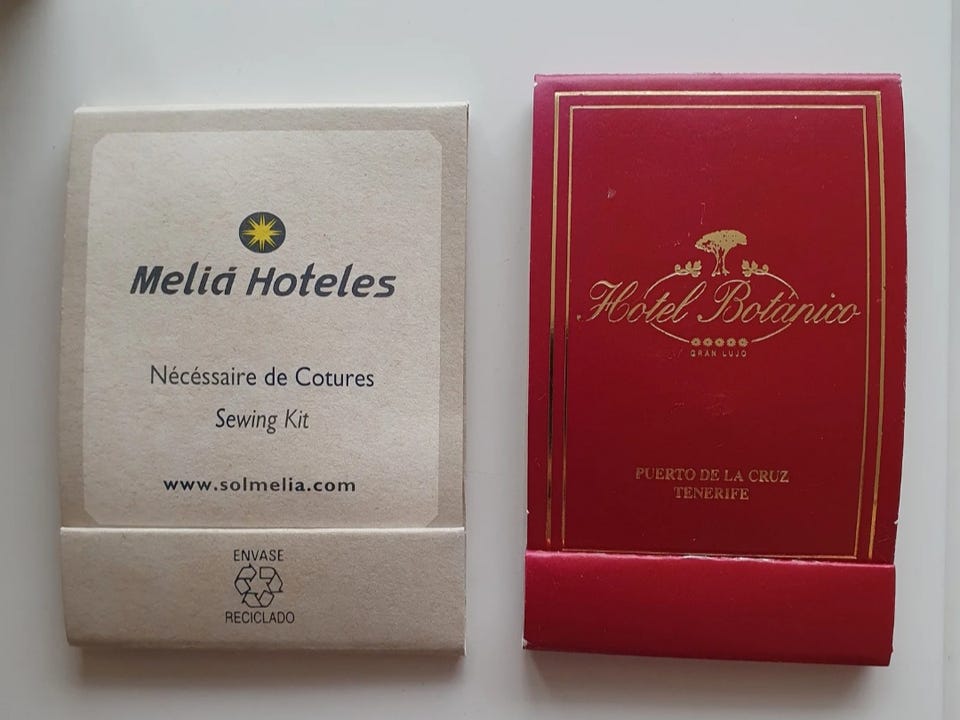 Meliá Hoteles
Nécéssaire de Cotures
Sewing Kit
www.solmelia.com
ENVASE
RECICLADO
Hotel Botánico
GRAN LUJO
PUERTO DE LA CRUZ
TENERIFE